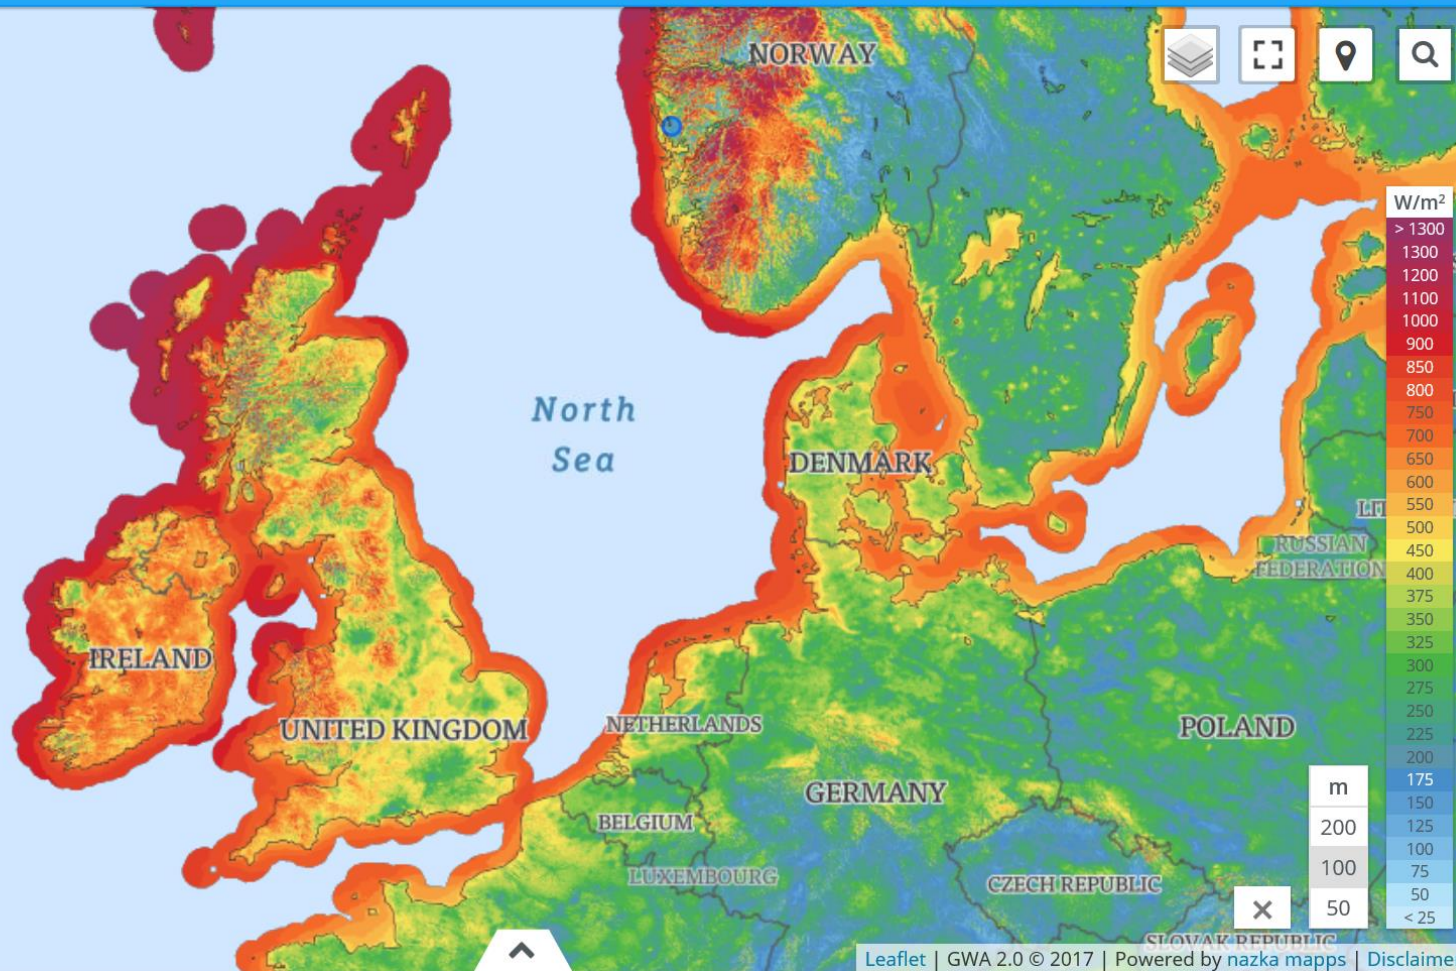 NORWAY
North
Sea
DENMARK
IRELAND
UNITED KINGDOM
NETHERLANDS
BELGIUM
LUXEMBOURG
GERMANY
POLAND
CZECH REPUBLIC
SLOVAK REPUBLIC
LIT
RUSSIAN
FEDERATION
W/m²
> 1300
1300
1200
1100
1000
900
850
800
750
700
650
600
550
500
450
400
375
350
325
300
275
250
225
200
175
150
125
100
75
50
< 25
m
200
100
50
Leaflet | GWA 2.0 © 2017 | Powered by nazka mapps | Disclaime